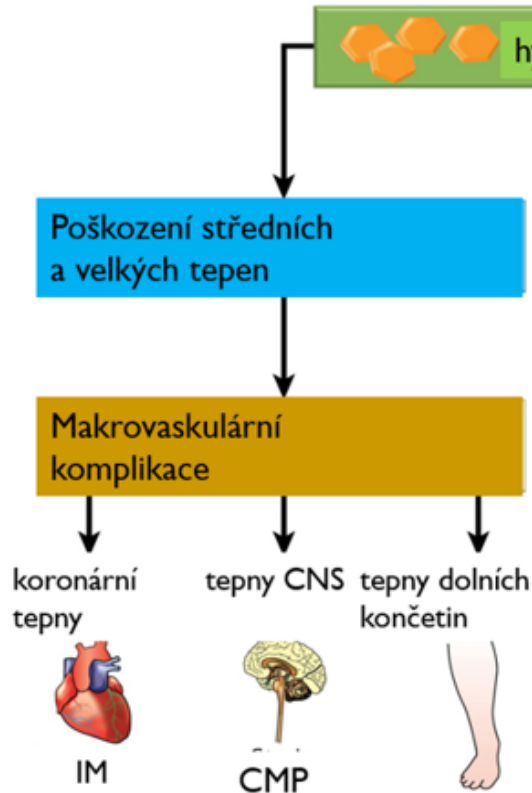 Poškození středních
a velkých tepen
Makrovaskulární
komplikace
koronární
tepny
tepny CNS
tepny dolních
končetin
IM
CMP